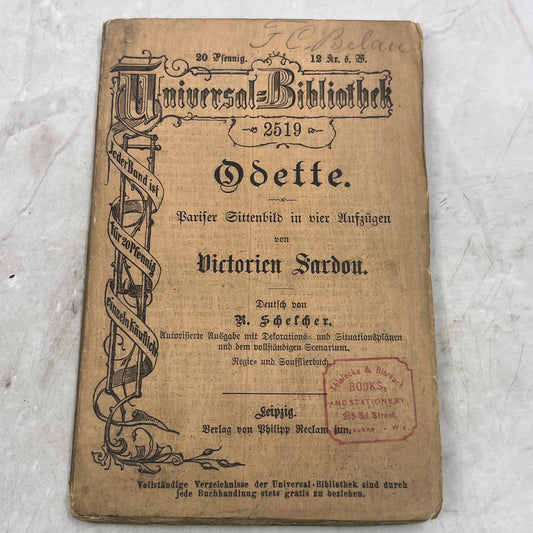 F. C. Belau
20 Pfennig. 12 Kr. ö. W.
Universal-Bibliothek
2519
Jeder Band ist
für 20 Pfennig
einzeln käuflich
Odette.
Pariser Sittenbild in vier Aufzügen
von
Victorien Sardou.
Deutsch von
R. Schelcher.
Autorisierte Ausgabe mit Dekorations- und Situationsplänen
und dem vollständigen Scenarium.
Regie- und Soufflierbuch.
Leipzig.
Verlag von Philipp Reclam jun.
& 
BOOKS,
ND STATIONERY
315 3d. Street,
Wis
Vollständige Verzeichnisse der Universal-Bibliothek sind durch
jede Buchhandlung stets gratis zu beziehen.